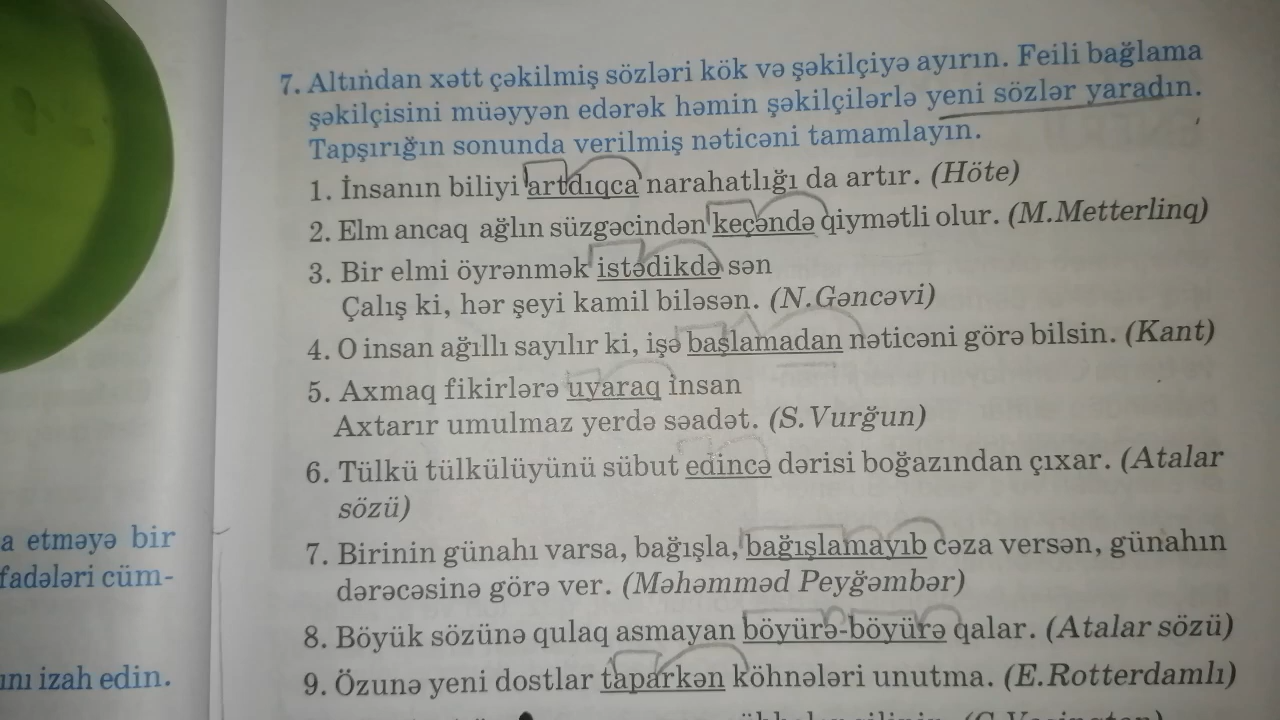 7. Altından xətt çəkilmiş sözləri kök və şəkilçiyə ayırın. Feili bağlama
şəkilçisini müəyyən edərək həmin şəkilçilərlə yeni sözlər yaradın.
Tapşırığın sonunda verilmiş nəticəni tamamlayın.
1. İnsanın biliyi artdıqca narahatlığı da artır. (Höte)
2. Elm ancaq ağlın süzgəcindən keçəndə qiymətli olur. (M.Metterlinq)
3. Bir elmi öyrənmək istədikdə sən
Çalış ki, hər şeyi kamil biləsən. (N.Gəncəvi)
4. O insan ağıllı sayılır ki, işə başlamadan nəticəni görə bilsin. (Kant)
5. Axmaq fikirlərə uyaraq insan
Axtarır umulmaz yerdə səadət. (S.Vurğun)
6. Tülkü tülkülüyünü sübut edincə dərisi boğazından çıxar. (Atalar
sözü)
7. Birinin günahı varsa, bağışla, bağışlamayıb cəza versən, günahın
dərəcəsinə görə ver. (Məhəmməd Peyğəmbər)
8. Böyük sözünə qulaq asmayan böyürə-böyürə qalar. (Atalar sözü)
9. Özunə yeni dostlar taparkən köhnələri unutma. (E.Rotterdamlı)
a etməyə bir
fadələri cüm-
ını izah edin.